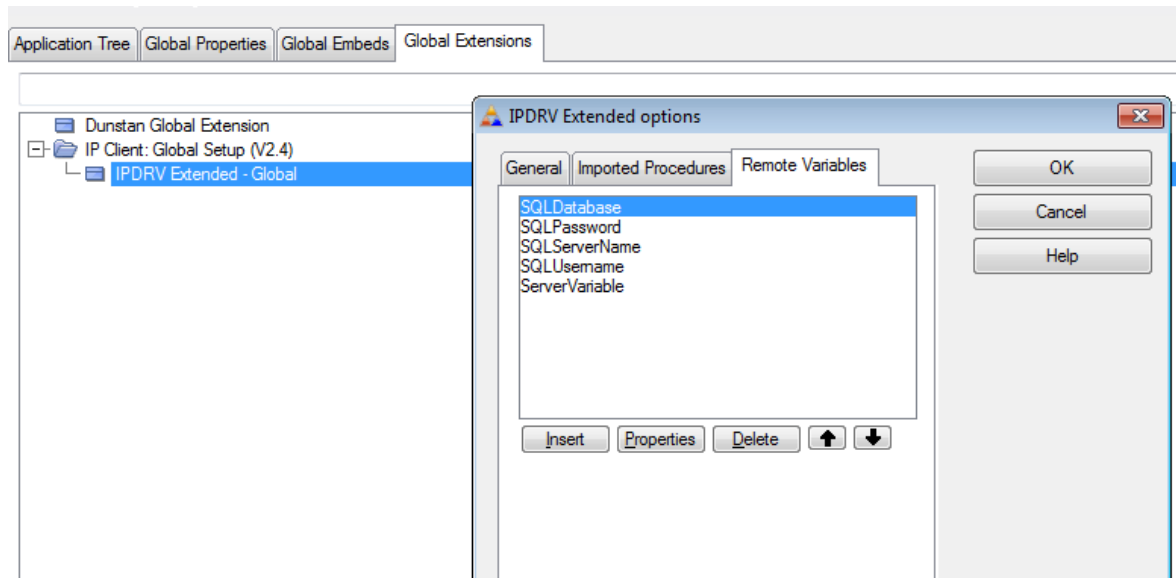 Application Tree Global Properties Global Embeds Global Extensions
Dunstan Global Extension
IP Client: Global Setup (V2.4)
IPDRV Extended - Global
IPDRV Extended options
General Imported Procedures Remote Variables
SQLDatabase
SQLPassword
SQLServerName
SQLUsername
ServerVariable
Insert Properties Delete
OK
Cancel
Help